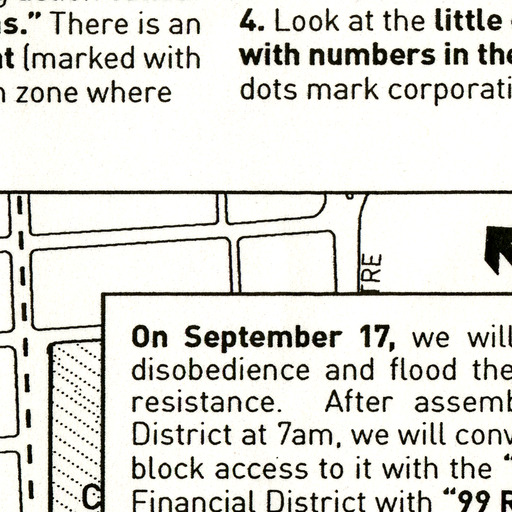 s.” There is an
t (marked with
n zone where
4. Look at the little
with numbers in the
dots mark corporati
TRE
On September 17, we will
disobedience and flood the
resistance. After assemb
District at 7am, we will conv
block access to it with the “
Financial District with “99 R
C